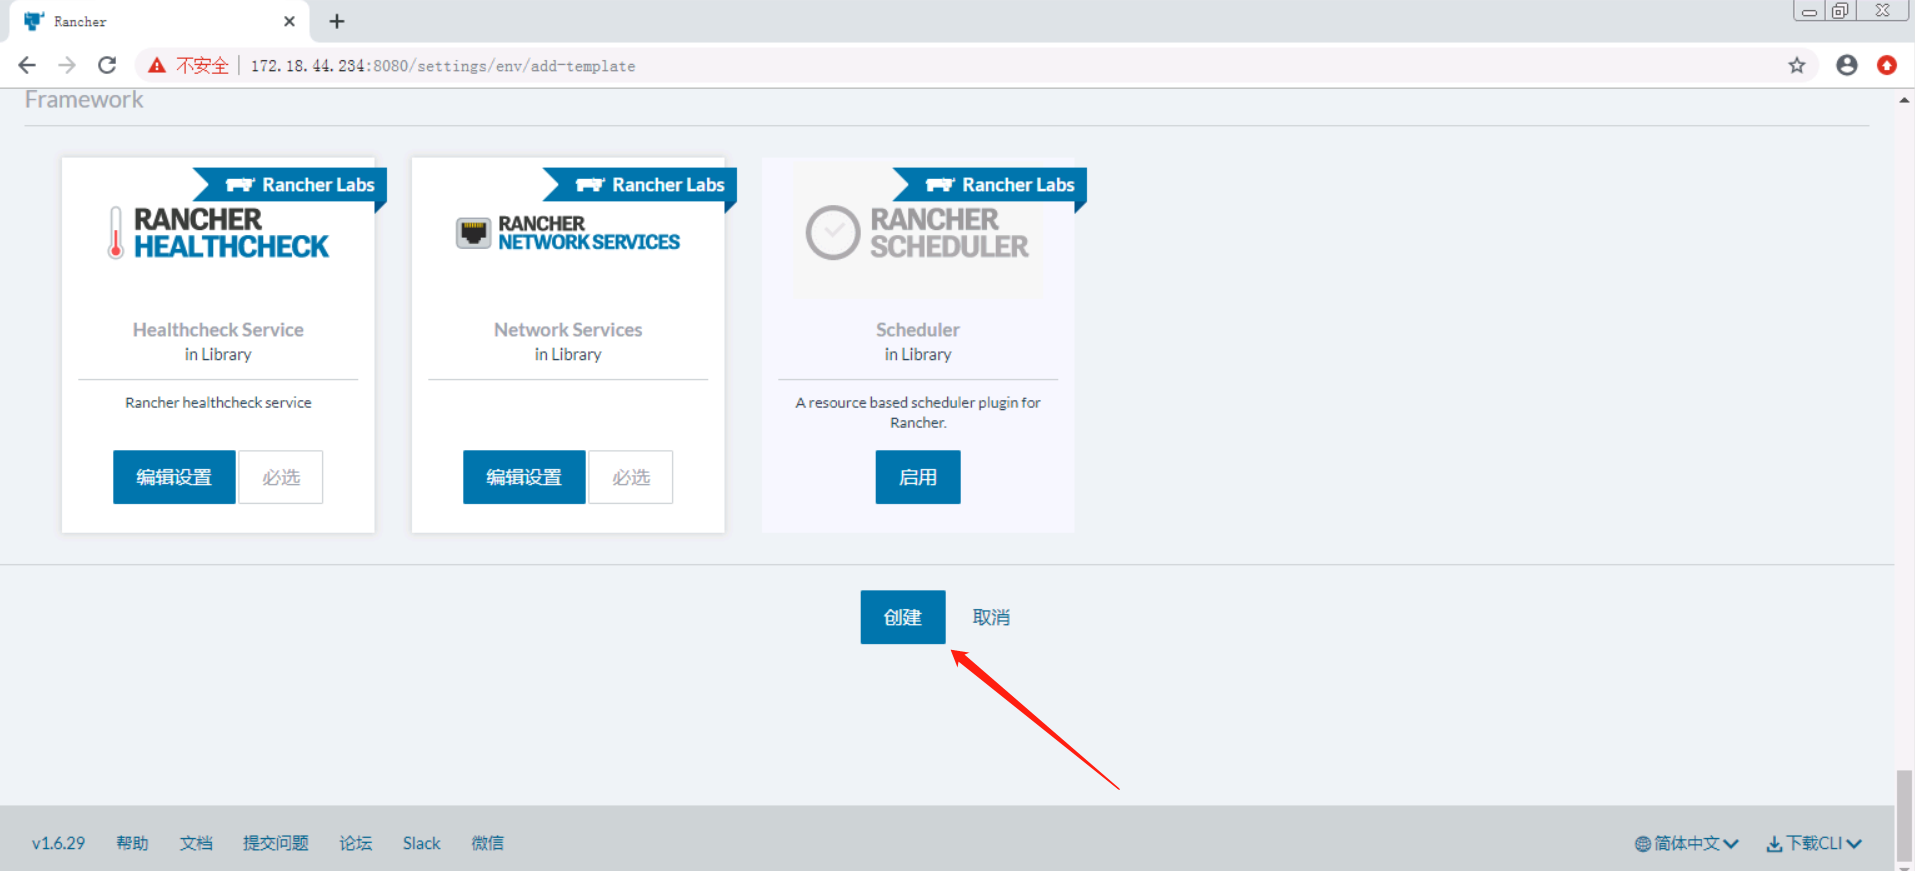 Rancher
不安全 172.18.44.234:8080/settings/env/add-template
Framework
Rancher Labs
RANCHER
HEALTHCHECK
Healthcheck Service
in Library
Rancher healthcheck service
编辑设置 必选
Rancher Labs
RANCHER
NETWORK SERVICES
Network Services
in Library
编辑设置 必选
Rancher Labs
RANCHER
SCHEDULER
Scheduler
in Library
A resource based scheduler plugin for
Rancher.
启用
创建 取消
v1.6.29 帮助 文档 提交问题 论坛 Slack 微信 简体中文 下载CLI